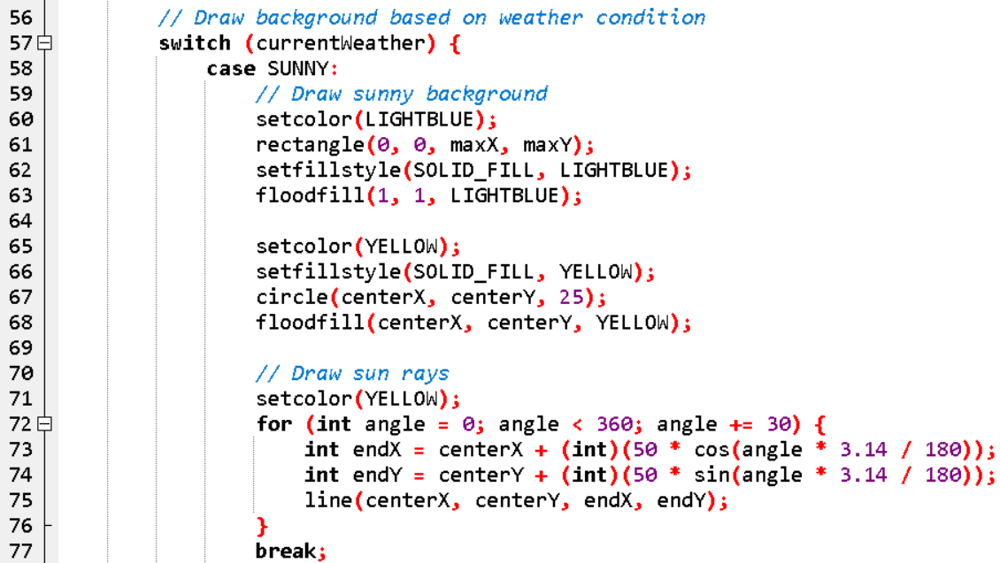 56 // Draw background based on weather condition
57 switch (currentWeather) {
58 case SUNNY:
59 // Draw sunny background
60 setcolor(LIGHTBLUE);
61 rectangle(0, 0, maxX, maxY);
62 setfillstyle(SOLID_FILL, LIGHTBLUE);
63 floodfill(1, 1, LIGHTBLUE);
64
65 setcolor(YELLOW);
66 setfillstyle(SOLID_FILL, YELLOW);
67 circle(centerX, centerY, 25);
68 floodfill(centerX, centerY, YELLOW);
69
70 // Draw sun rays
71 setcolor(YELLOW);
72 for (int angle = 0; angle < 360; angle += 30) {
73 int endX = centerX + (int)(50 * cos(angle * 3.14 / 180));
74 int endY = centerY + (int)(50 * sin(angle * 3.14 / 180));
75 line(centerX, centerY, endX, endY);
76 }
77 break;